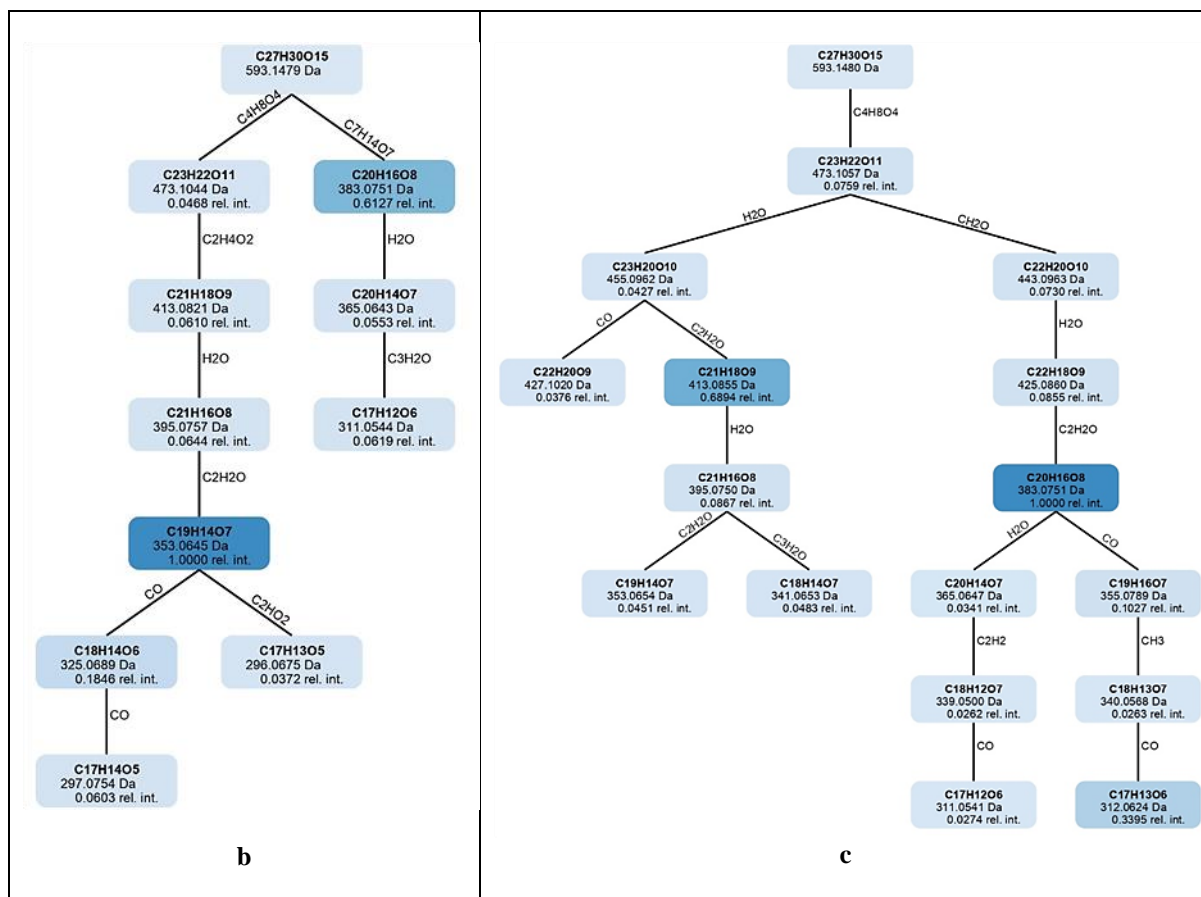 C27H30O15
593.1479 Da
C4H8O4
C7H14O7
C23H22O11
473.1044 Da
0.0468 rel. int.
C20H16O8
383.0751 Da
0.6127 rel. int.
C2H4O2
H2O
C21H18O9
413.0821 Da
0.0610 rel. int.
C20H14O7
365.0643 Da
0.0553 rel. int.
H2O
C3H2O
C21H16O8
395.0757 Da
0.0644 rel. int.
C17H12O6
311.0544 Da
0.0619 rel. int.
C2H2O
C19H14O7
353.0645 Da
1.0000 rel. int.
CO
C2HO2
C18H14O6
325.0689 Da
0.1846 rel. int.
C17H13O5
296.0675 Da
0.0372 rel. int.
CO
C17H14O5
297.0754 Da
0.0603 rel. int.
b
C27H30O15
593.1480 Da
C4H8O4
C23H22O11
473.1057 Da
0.0759 rel. int.
H2O
CH2O
C23H20O10
455.0962 Da
0.0427 rel. int.
C22H20O10
443.0963 Da
0.0730 rel. int.
CO
C2H2O
H2O
C22H20O9
427.1020 Da
0.0376 rel. int.
C21H18O9
413.0855 Da
0.6894 rel. int.
C22H18O9
425.0860 Da
0.0855 rel. int.
H2O
C2H2O
C21H16O8
395.0750 Da
0.0867 rel. int.
C20H16O8
383.0751 Da
1.0000 rel. int.
C2H2O
C3H2O
H2O
CO
C19H14O7
353.0654 Da
0.0451 rel. int.
C18H14O7
341.0653 Da
0.0483 rel. int.
C20H14O7
365.0647 Da
0.0341 rel. int.
C19H16O7
355.0789 Da
0.1027 rel. int.
C2H2
CH3
C18H12O7
339.0500 Da
0.0262 rel. int.
C18H13O7
340.0568 Da
0.0263 rel. int.
CO
CO
C17H12O6
311.0541 Da
0.0274 rel. int.
C17H13O6
312.0624 Da
0.3395 rel. int.
c